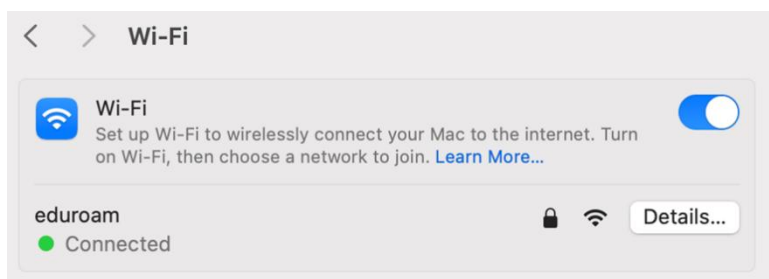 Wi-Fi
Wi-Fi
Set up Wi-Fi to wirelessly connect your Mac to the internet. Turn
on Wi-Fi, then choose a network to join. Learn More...
eduroam
Details...
Connected